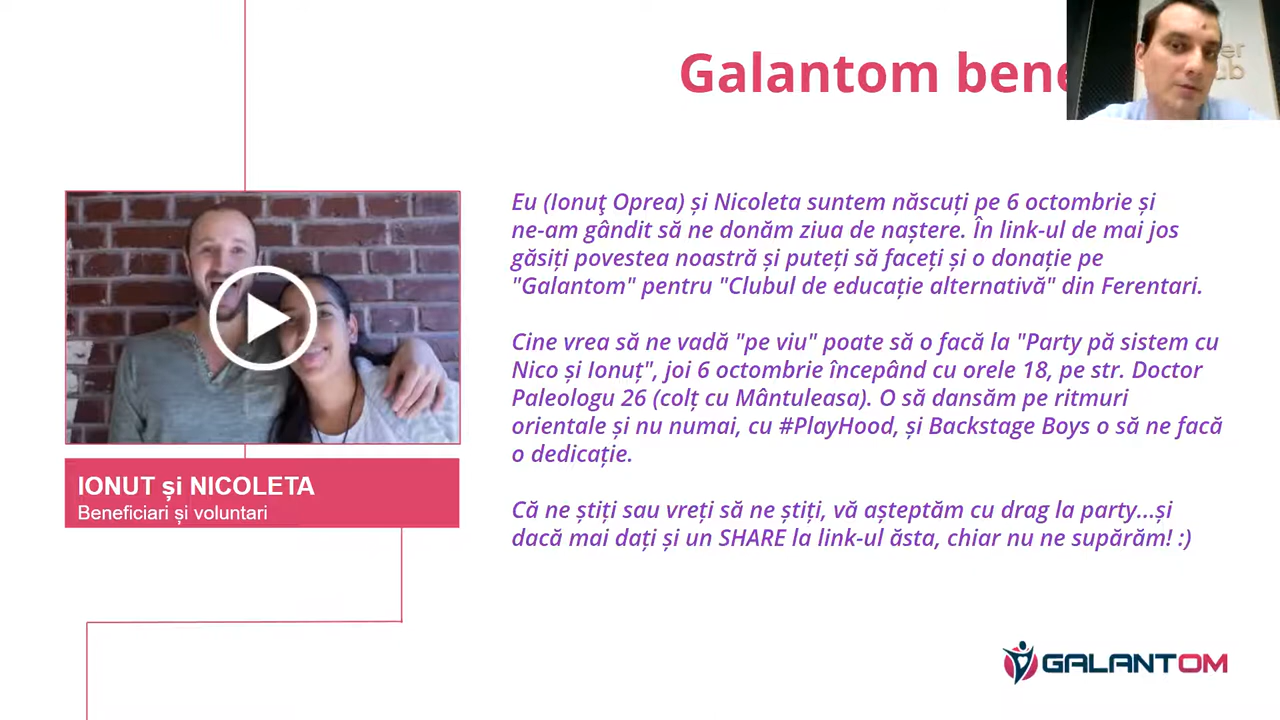 Galantom bene
er
ub
Eu (Ionuţ Oprea) și Nicoleta suntem născuți pe 6 octombrie și
ne-am gândit să ne donăm ziua de naștere. În link-ul de mai jos
găsiți povestea noastră și puteți să faceți și o donație pe
"Galantom" pentru "Clubul de educație alternativă" din Ferentari.
Cine vrea să ne vadă "pe viu" poate să o facă la "Party pă sistem cu
Nico și Ionuț", joi 6 octombrie începând cu orele 18, pe str. Doctor
Paleologu 26 (colț cu Mântuleasa). O să dansăm pe ritmuri
orientale și nu numai, cu #PlayHood, și Backstage Boys o să ne facă
o dedicație.
Că ne știți sau vreți să ne știți, vă așteptăm cu drag la party...și
dacă mai dați și un SHARE la link-ul ăsta, chiar nu ne supărăm! :)
IONUT și NICOLETA
Beneficiari și voluntari
GALANTOM